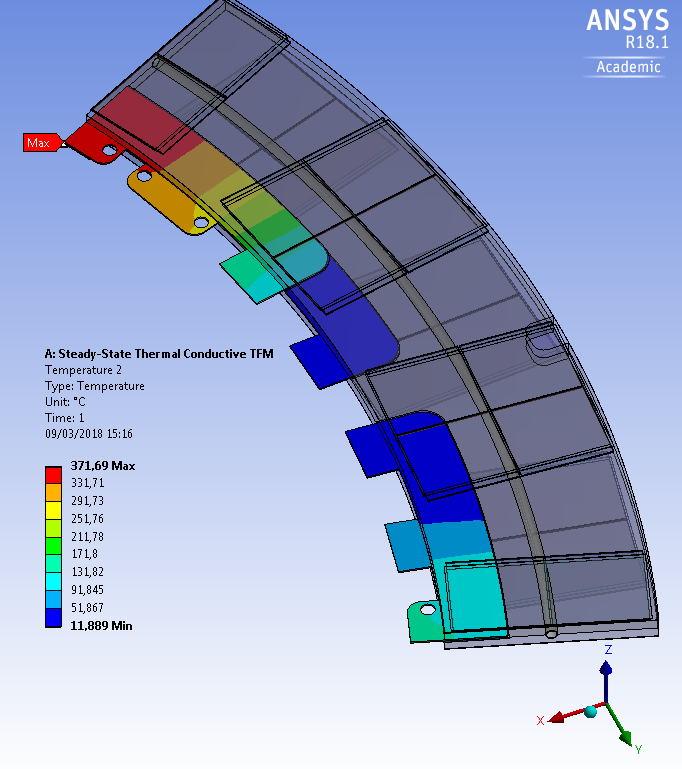 ANSYS
R18.1
Academic
Max
A: Steady-State Thermal Conductive TFM
Temperature 2
Type: Temperature
Unit: °C
Time: 1
09/03/2018 15:16
371,69 Max
331,71
291,73
251,76
211,78
171,8
131,82
91,845
51,867
11,889 Min
Z
X
Y